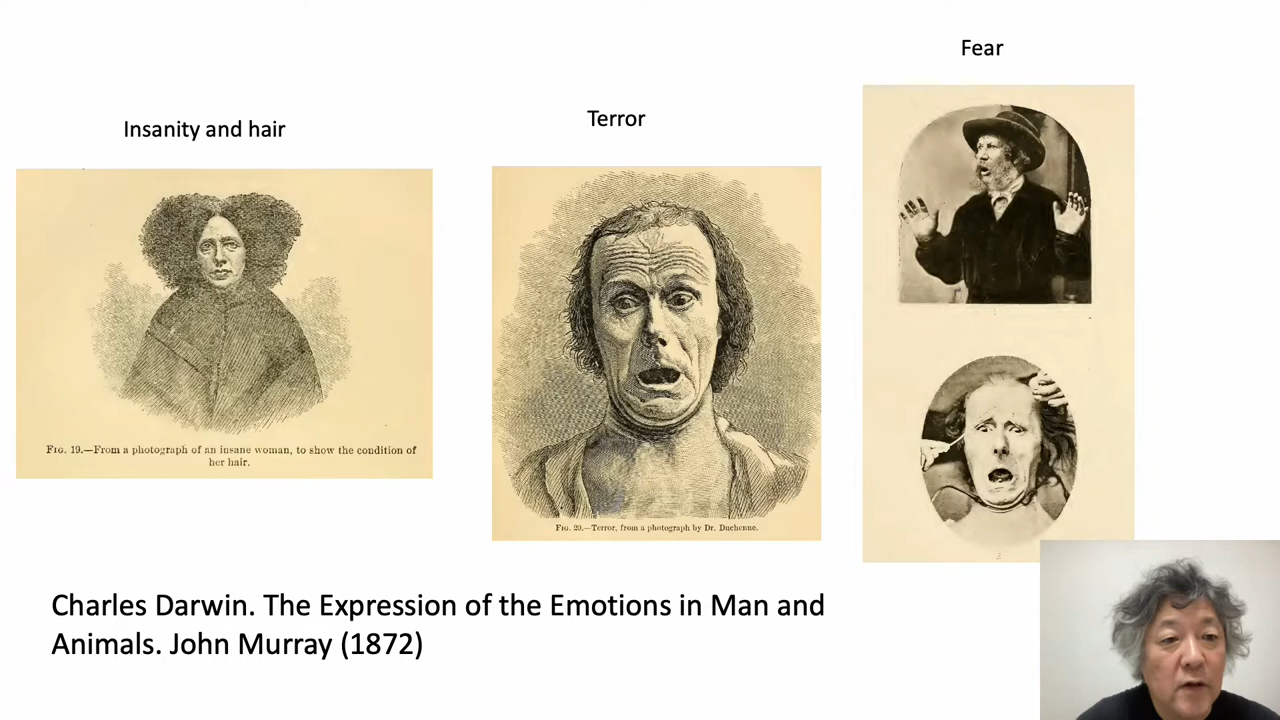 Fear
Insanity and hair
Terror
FIG. 19.—From a photograph of an insane woman, to show the condition of
her hair.
FIG. 20.—Terror, from a photograph by Dr. Duchenne.
Charles Darwin. The Expression of the Emotions in Man and
Animals. John Murray (1872)